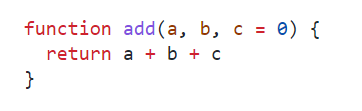 function add(a, b, c = 0) {
  return a + b + c
}